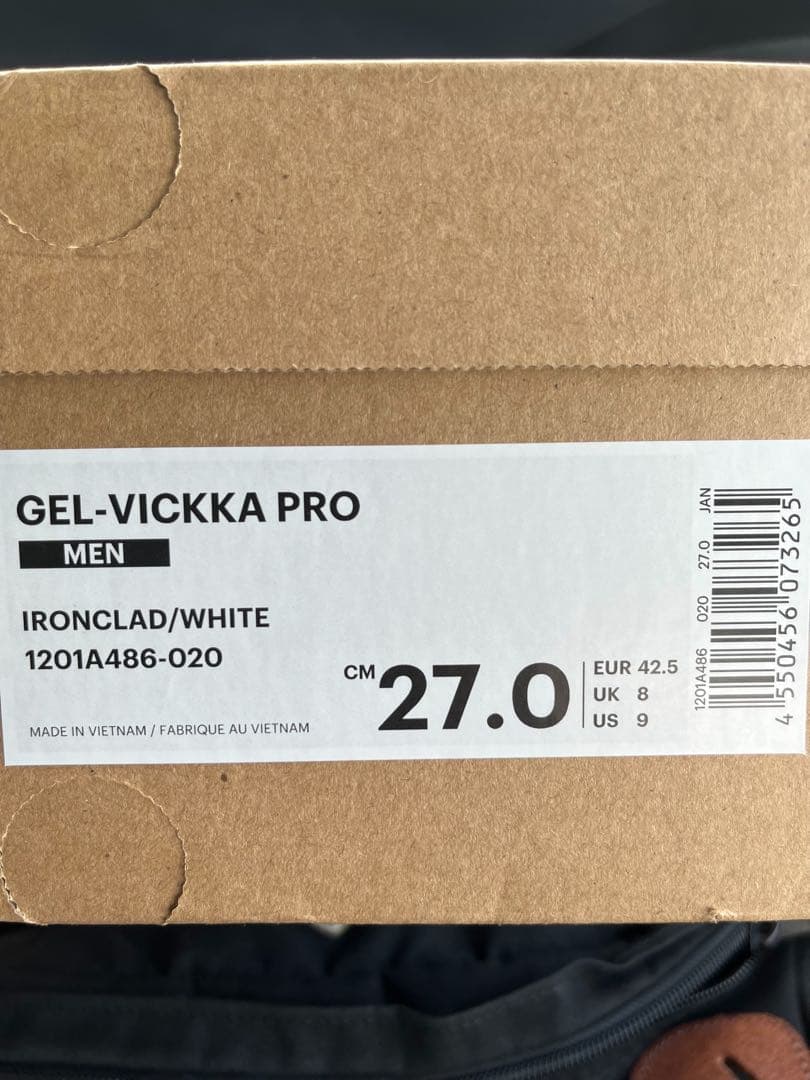 GEL-VICKKA PRO
MEN
IRONCLAD/WHITE
1201A486-020
MADE IN VIETNAM / FABRIQUE AU VIETNAM
CM 27.0
EUR 42.5
UK 8
US 9
1201A486 020 27.0 JAN
4 550456 073265